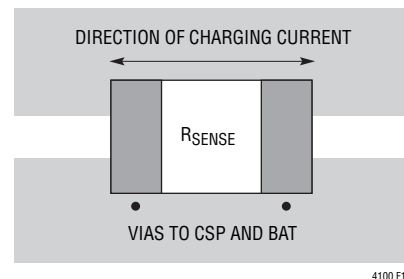 DIRECTION OF CHARGING CURRENT
RSENSE
VIAS TO CSP AND BAT
4100 F1